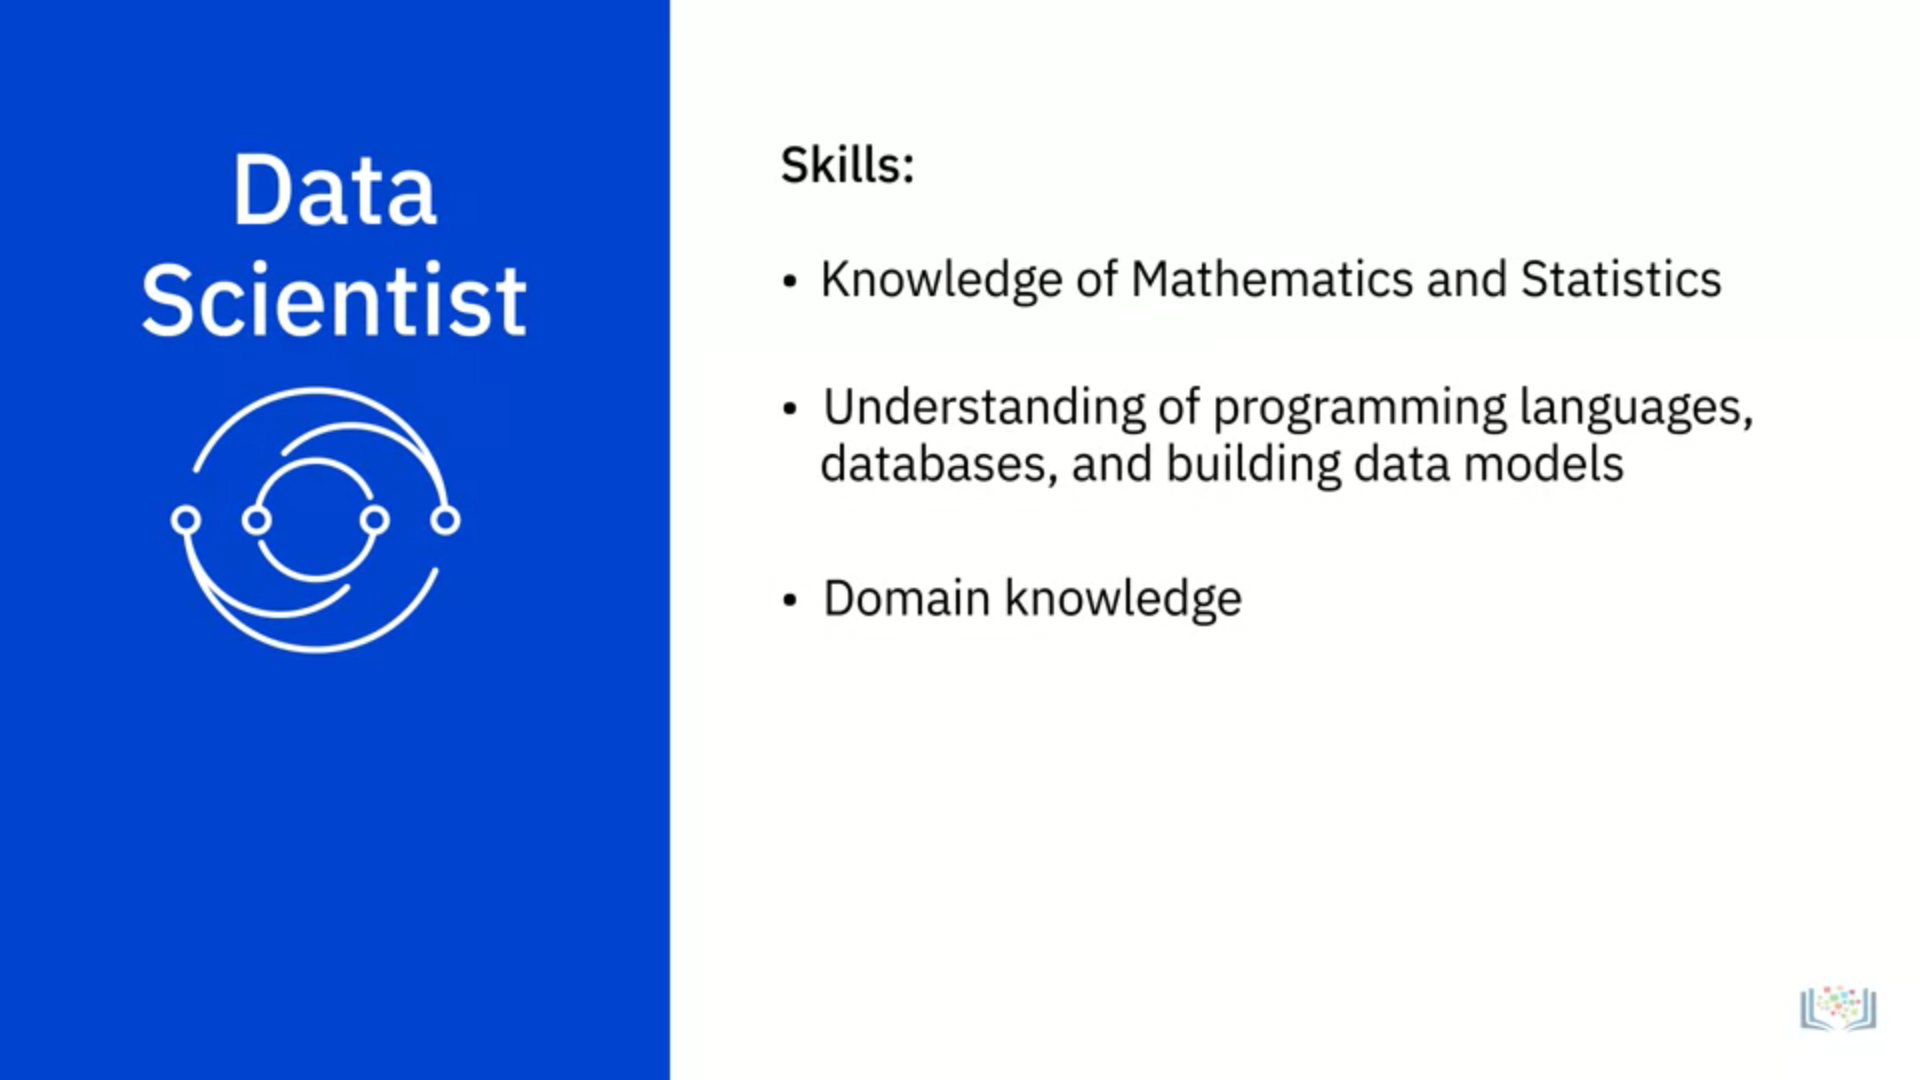 Data
Scientist
Skills:
• Knowledge of Mathematics and Statistics
• Understanding of programming languages,
databases, and building data models
• Domain knowledge